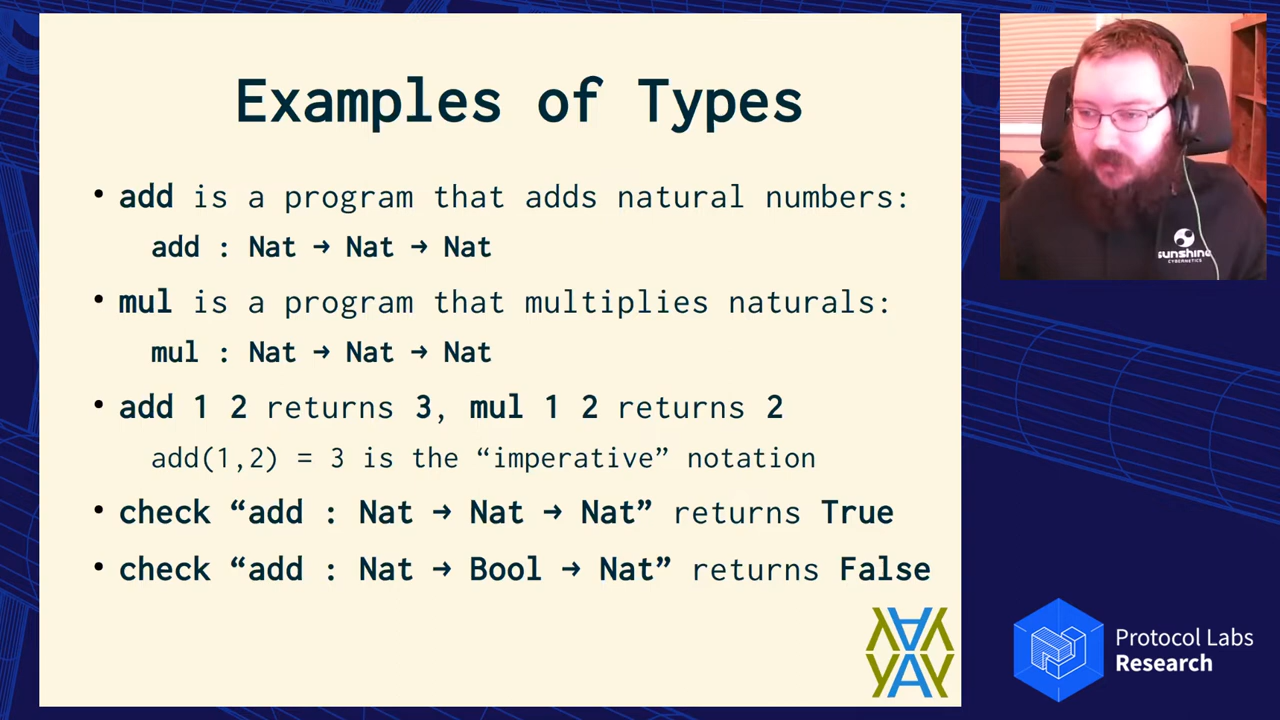 Examples of Types
• add is a program that adds natural numbers:
add : Nat → Nat → Nat
• mul is a program that multiplies naturals:
mul : Nat → Nat → Nat
• add 1 2 returns 3, mul 1 2 returns 2
add(1,2) = 3 is the “imperative” notation
• check “add : Nat → Nat → Nat” returns True
• check “add : Nat → Bool → Nat” returns False
sunshine
CYBERNETICS
Protocol Labs
Research